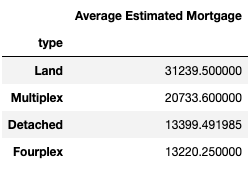 Average Estimated Mortgage
type
Land 31239.500000
Multiplex 20733.600000
Detached 13399.491985
Fourplex 13220.250000